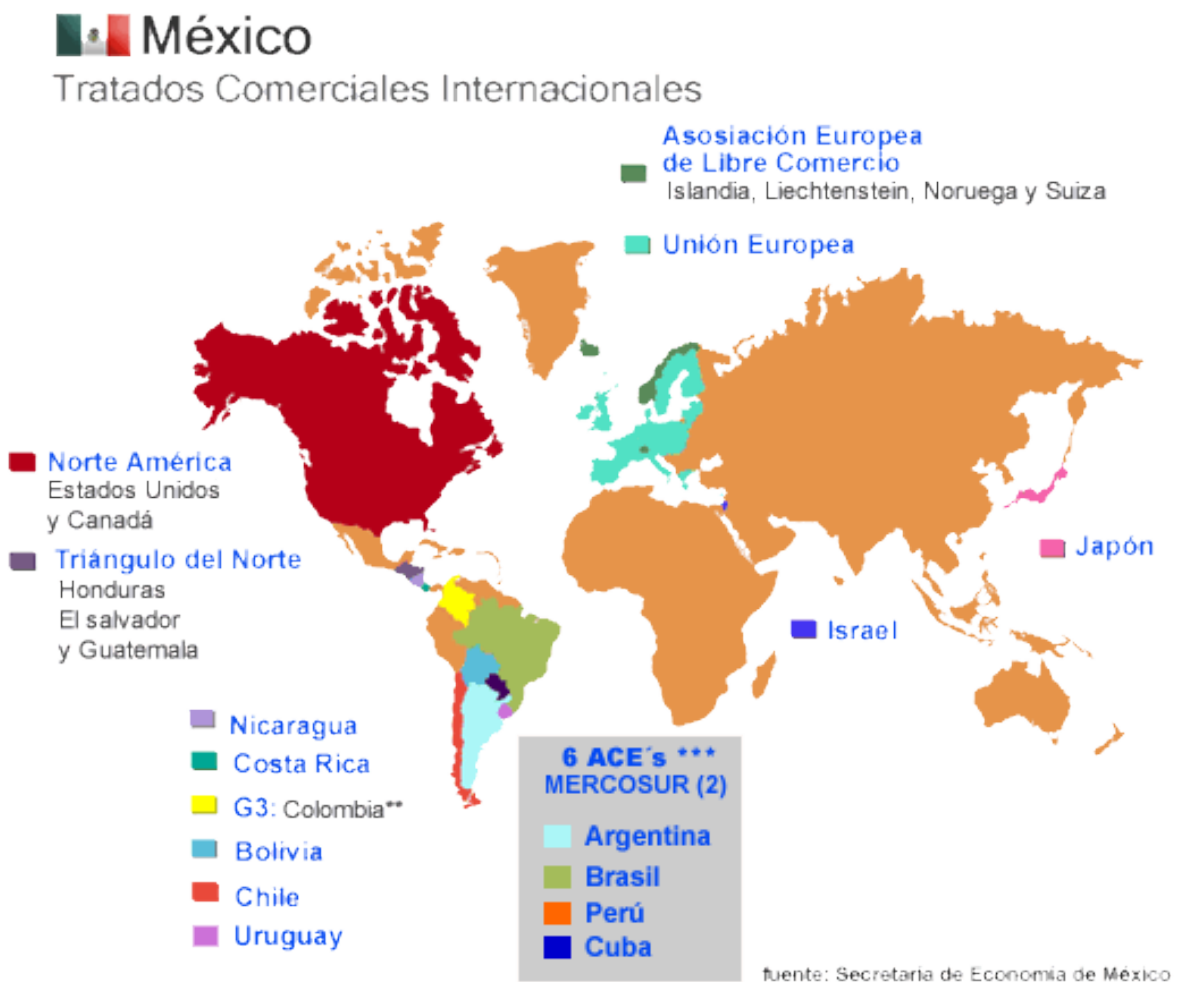 México
Tratados Comerciales Internacionales
Asosiación Europea
de Libre Comercio
Islandia, Liechtenstein, Noruega y Suiza
Unión Europea
Norte América
Estados Unidos
y Canadá
Triángulo del Norte
Honduras
El salvador
y Guatemala
Japón
Israel
Nicaragua
Costa Rica
G3: Colombia**
Bolivia
Chile
Uruguay
6 ACE´s ***
MERCOSUR (2)
Argentina
Brasil
Perú
Cuba
fuente: Secretaria de Economía de México